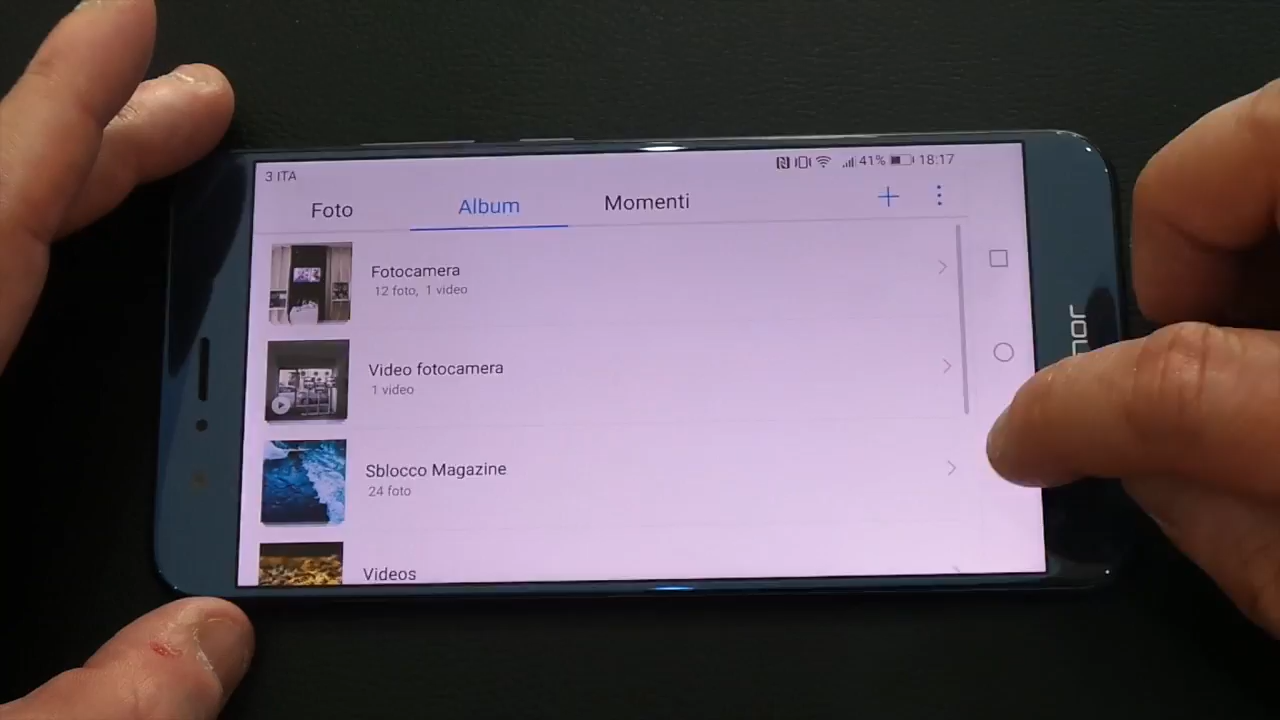 3 ITA
41% 18:17
Foto Album Momenti
Fotocamera
12 foto, 1 video
Video fotocamera
1 video
Sblocco Magazine
24 foto
Videos